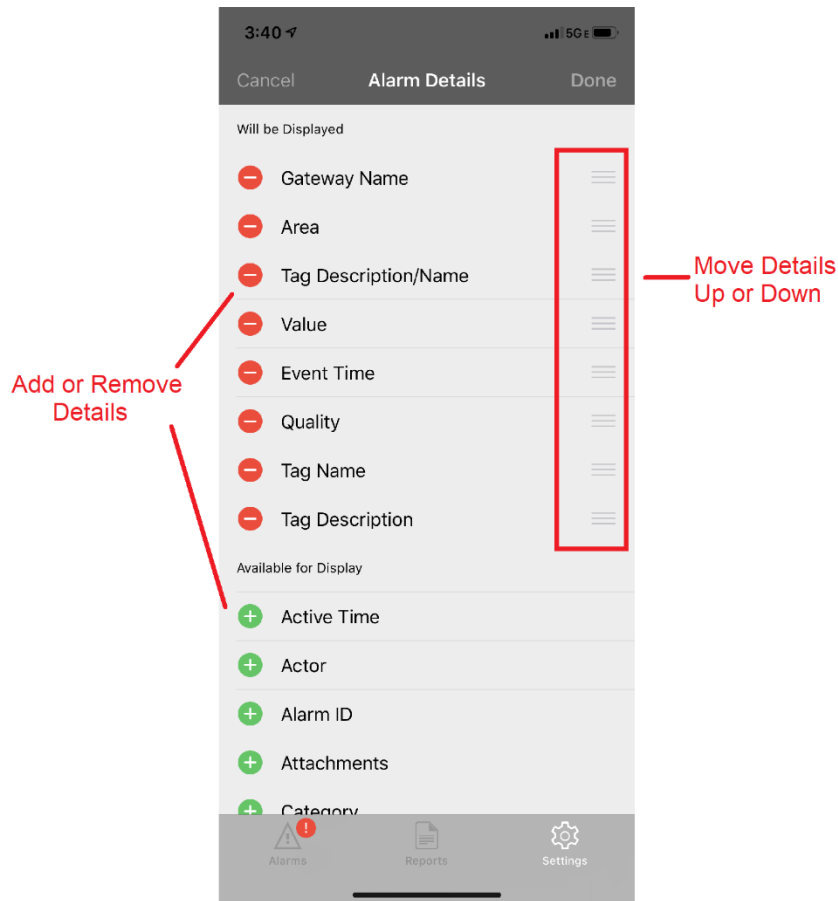 3:40 5G E
Cancel Alarm Details Done
Will be Displayed
Gateway Name
Area
Tag Description/Name
Value
Event Time
Quality
Tag Name
Tag Description
Available for Display
Active Time
Actor
Alarm ID
Attachments
Category
Alarms Reports Settings
Add or Remove
Details
Move Details
Up or Down